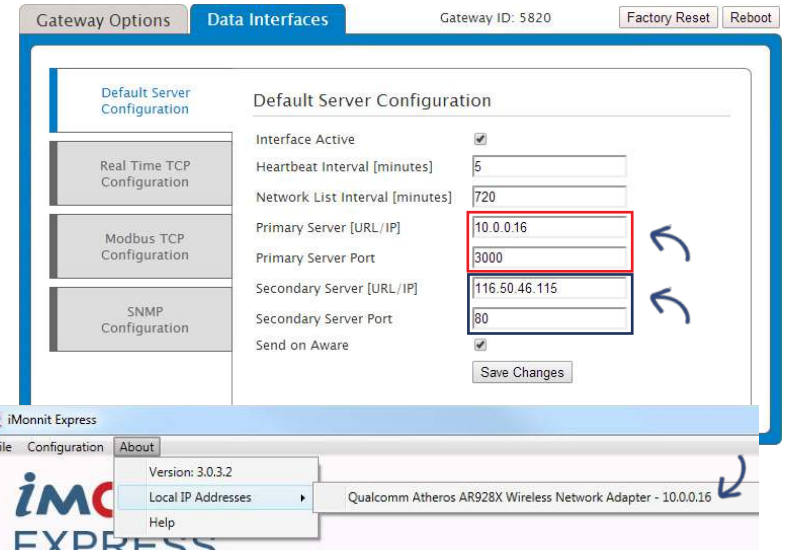 Gateway Options
Data Interfaces
Gateway ID: 5820
Factory Reset
Reboot
Default Server
Configuration
Real Time TCP
Configuration
Modbus TCP
Configuration
SNMP
Configuration
Default Server Configuration
Interface Active
Heartbeat Interval [minutes] 5
Network List Interval [minutes] 720
Primary Server [URL/IP] 10.0.0.16
Primary Server Port 3000
Secondary Server [URL/IP] 116.50.46.115
Secondary Server Port 80
Send on Aware
Save Changes
iMonnit Express
Configuration About
Version: 3.0.3.2
Local IP Addresses
Qualcomm Atheros AR928X Wireless Network Adapter - 10.0.0.16
Help
EXPRESS